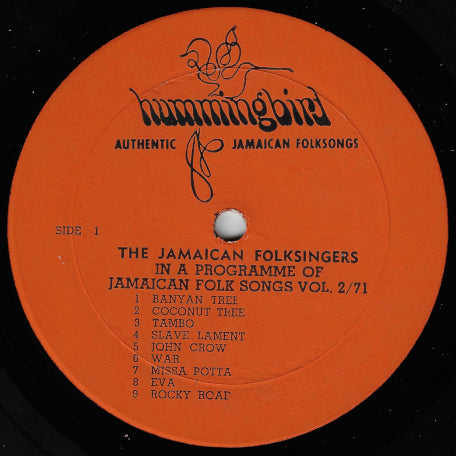 hummingbird
AUTHENTIC JAMAICAN FOLKSONGS
SIDE 1
THE JAMAICAN FOLKSINGERS
IN A PROGRAMME OF
JAMAICAN FOLK SONGS VOL. 2/71
1 BANYAN TREE
2 COCONUT TREE
3 TAMBO
4 SLAVE LAMENT
5 JOHN CROW
6 WAR
7 MISSA POTTA
8 EVA
9 ROCKY ROAD